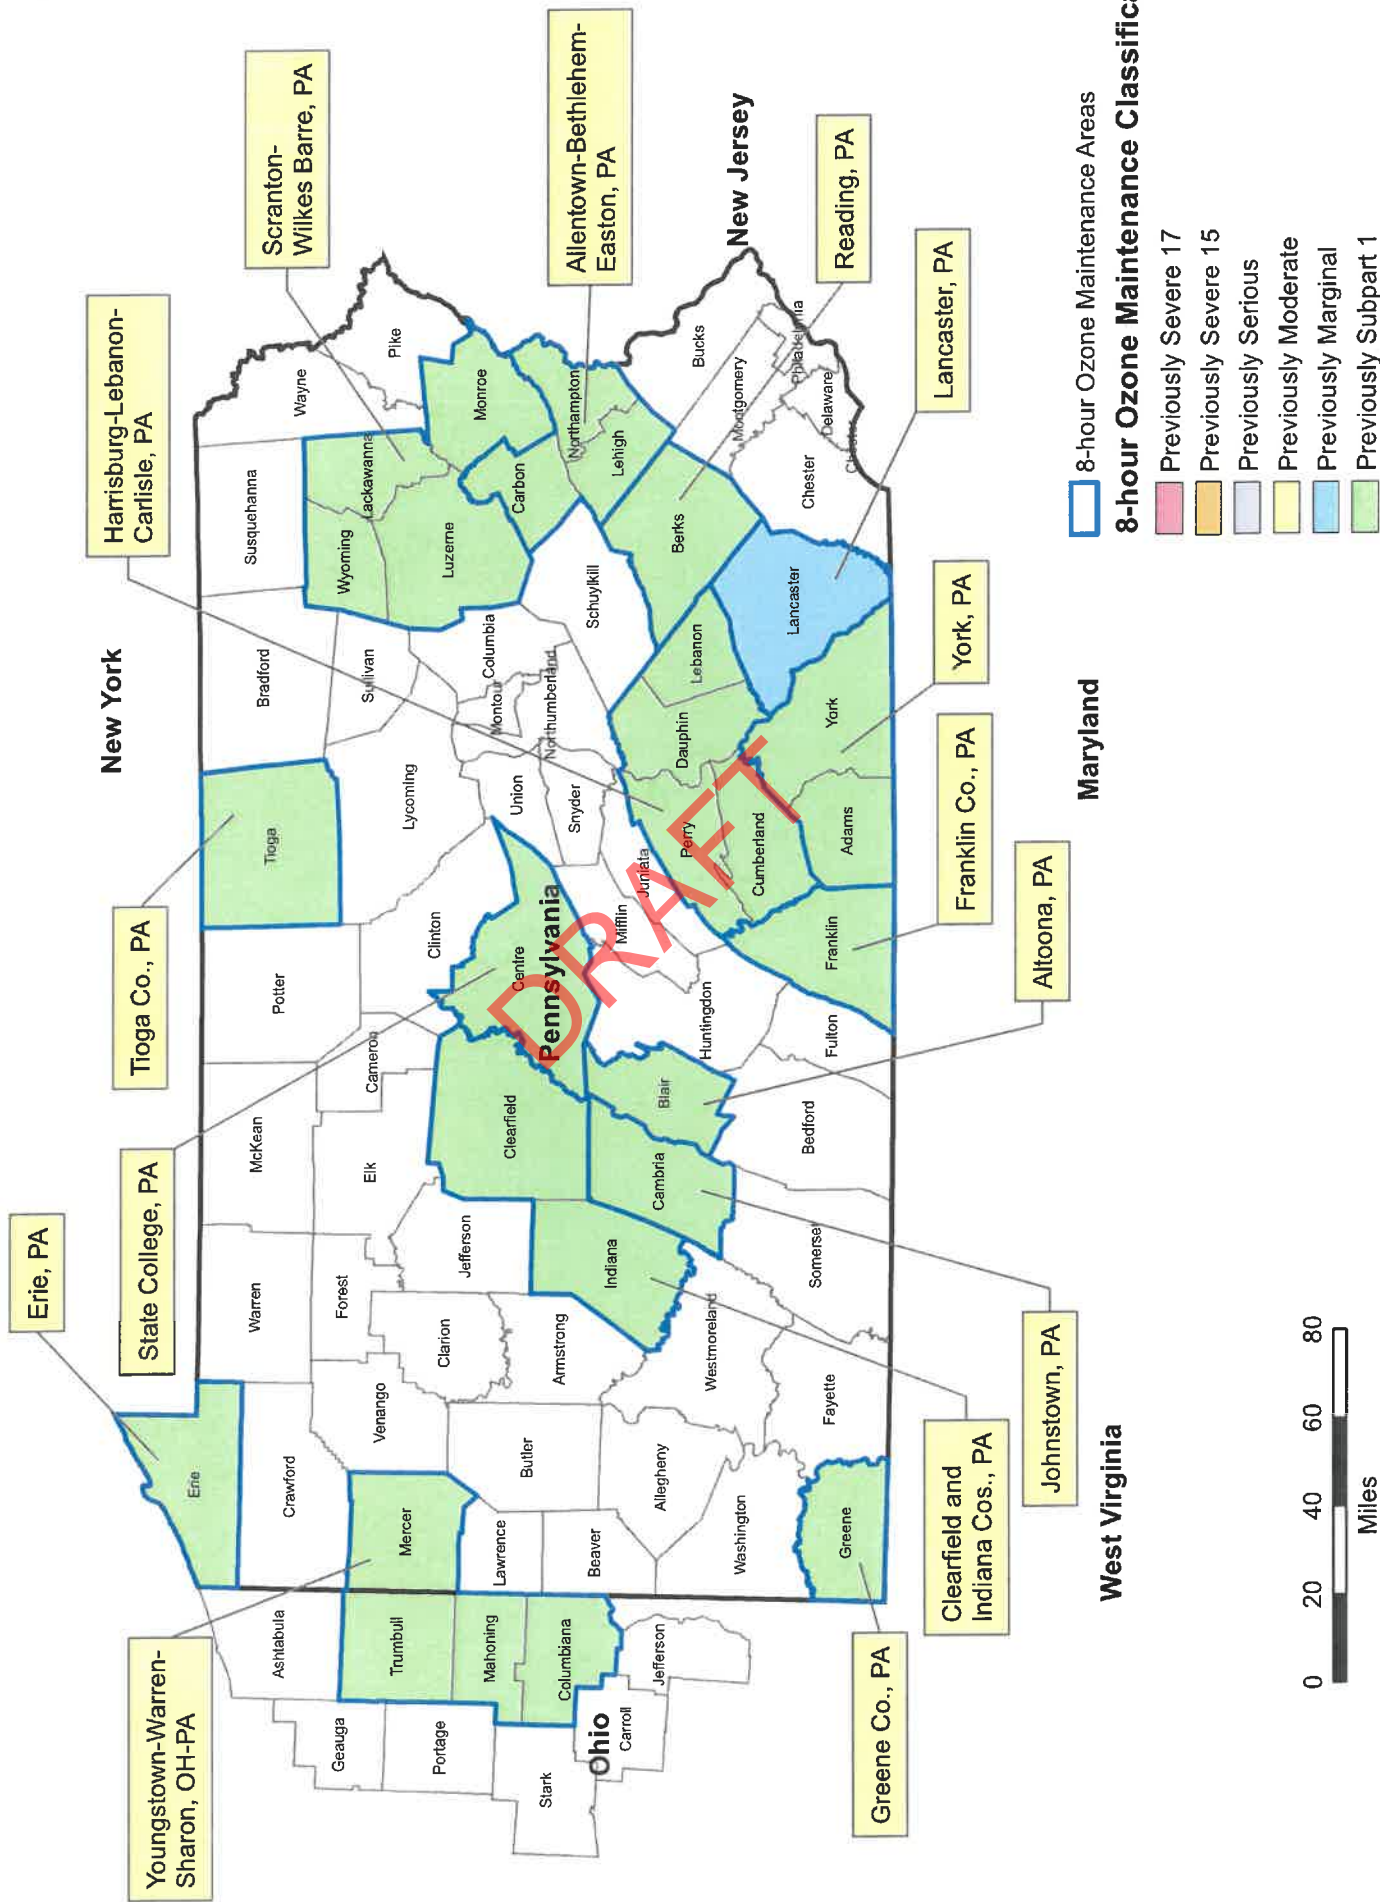 Erie, PA
State College, PA
Tioga Co., PA
New York
Harrisburg-Lebanon-
Carlisle, PA
Scranton-
Wilkes Barre, PA
Youngstown-Warren-
Sharon, OH-PA
Allentown-Bethlehem-
Easton, PA
New Jersey
Reading, PA
Lancaster, PA
York, PA
Maryland
Franklin Co., PA
Altoona, PA
Johnstown, PA
Clearfield and
Indiana Cos., PA
West Virginia
Greene Co., PA
Ohio
Pennsylvania
DRAFT
Erie
Crawford
Warren
McKean
Potter
Tioga
Bradford
Susquehanna
Wayne
Pike
Wyoming
Lackawanna
Sullivan
Luzerne
Monroe
Carbon
Northampton
Lehigh
Bucks
Montgomery
Philadelphia
Delaware
Chester
Chester
Berks
Schuylkill
Columbia
Montour
Northumberland
Lycoming
Union
Snyder
Clinton
Cameron
Elk
Forest
Venango
Mercer
Clarion
Jefferson
Clearfield
Centre
Mifflin
Juniata
Perry
Dauphin
Lebanon
Lancaster
York
Adams
Cumberland
Franklin
Fulton
Huntingdon
Blair
Bedford
Cambria
Somerset
Indiana
Armstrong
Butler
Lawrence
Beaver
Allegheny
Westmoreland
Washington
Fayette
Greene
Ashtabula
Trumbull
Mahoning
Columbiana
Jefferson
Geauga
Portage
Stark
Carroll
0 20 40 60 80
Miles
8-hour Ozone Maintenance Areas
8-hour Ozone Maintenance Classifica
Previously Severe 17
Previously Severe 15
Previously Serious
Previously Moderate
Previously Marginal
Previously Subpart 1